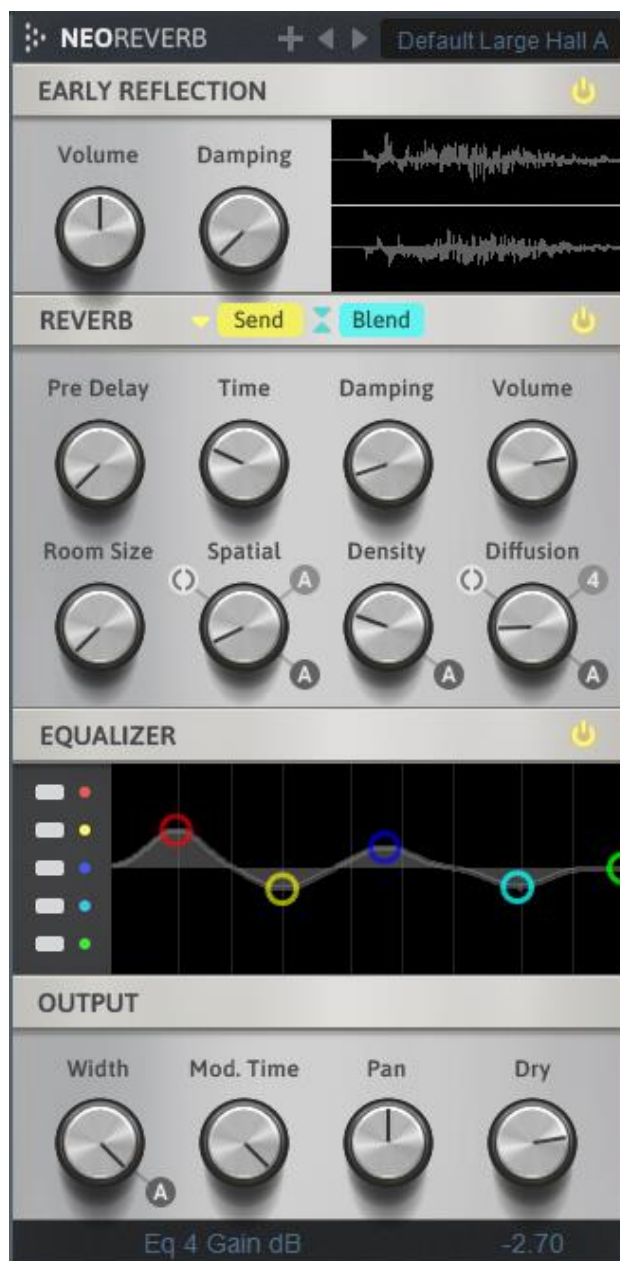 NEOREVERB Default Large Hall A
EARLY REFLECTION
Volume Damping
REVERB Send Blend
Pre Delay Time Damping Volume
Room Size Spatial Density Diffusion
A 4
A A A
EQUALIZER
OUTPUT
Width Mod. Time Pan Dry
A
Eq 4 Gain dB -2.70